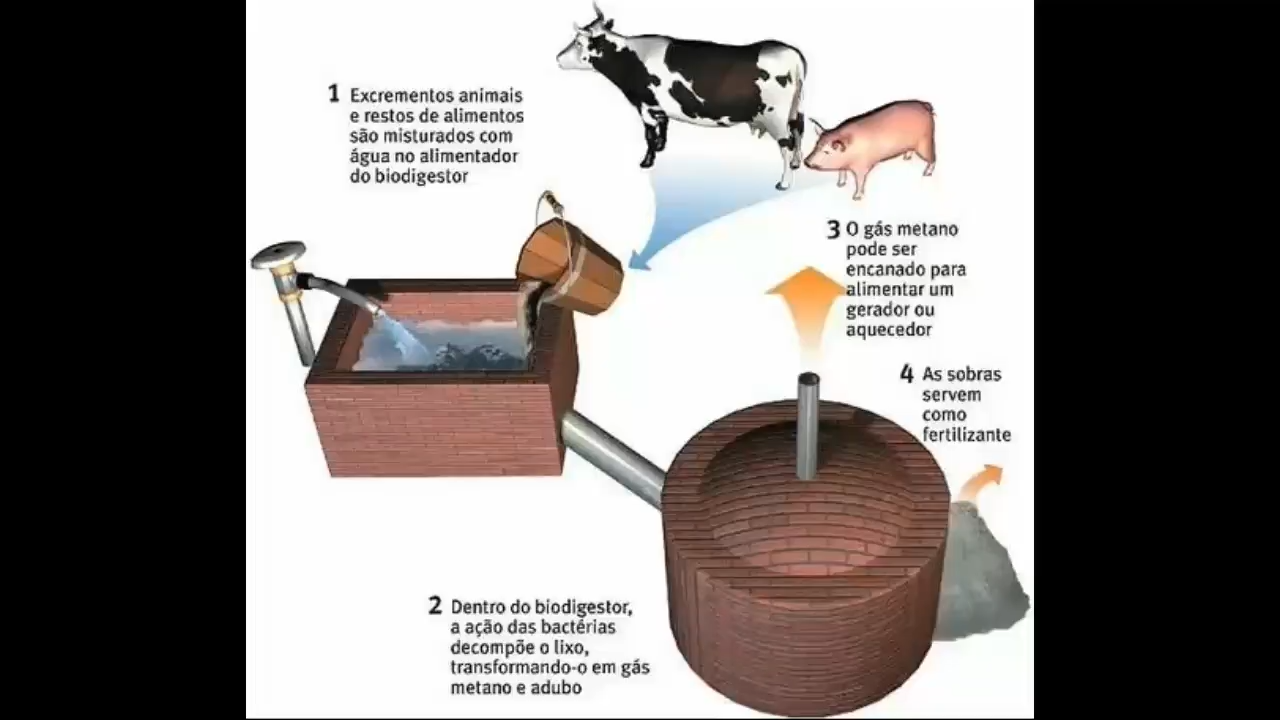 1 Excrementos animais
e restos de alimentos
são misturados com
água no alimentador
do biodigestor
2 Dentro do biodigestor,
a ação das bactérias
decompõe o lixo,
transformando-o em gás
metano e adubo
3 O gás metano
pode ser
encanado para
alimentar um
gerador ou
aquecedor
4 As sobras
servem
como
fertilizante